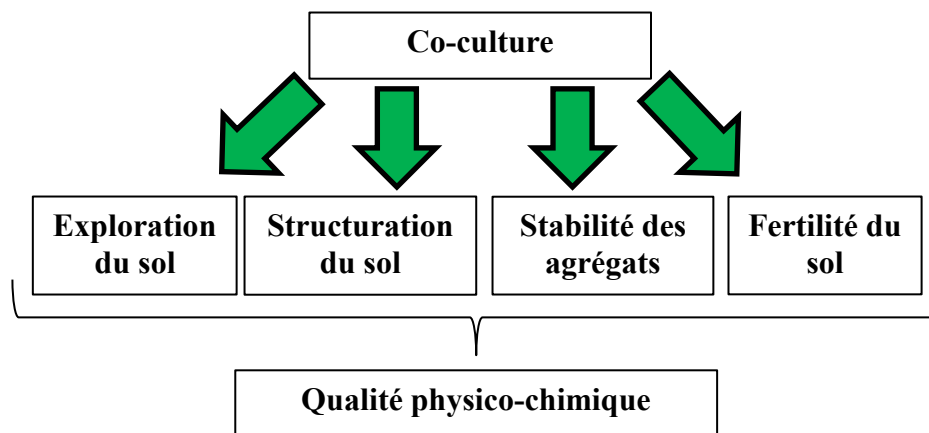 Co-culture
Exploration
du sol
Structuration
du sol
Stabilité des
agrégats
Fertilité du
sol
Qualité physico-chimique